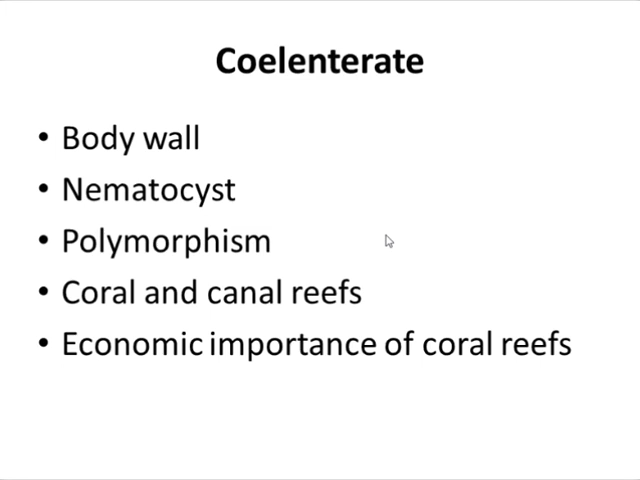 Coelenterate
• Body wall
• Nematocyst
• Polymorphism
• Coral and canal reefs
• Economic importance of coral reefs